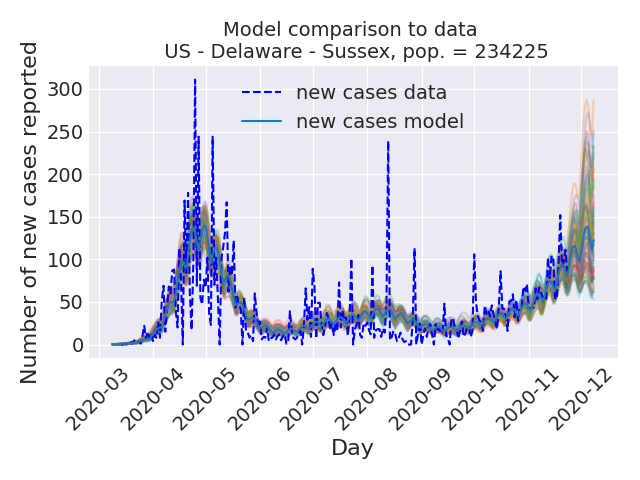 Model comparison to data
US - Delaware - Sussex, pop. = 234225
new cases data
new cases model
Number of new cases reported
300
250
200
150
100
50
0
2020-03
2020-04
2020-05
2020-06
2020-07
2020-08
2020-09
2020-10
2020-11
2020-12
Day